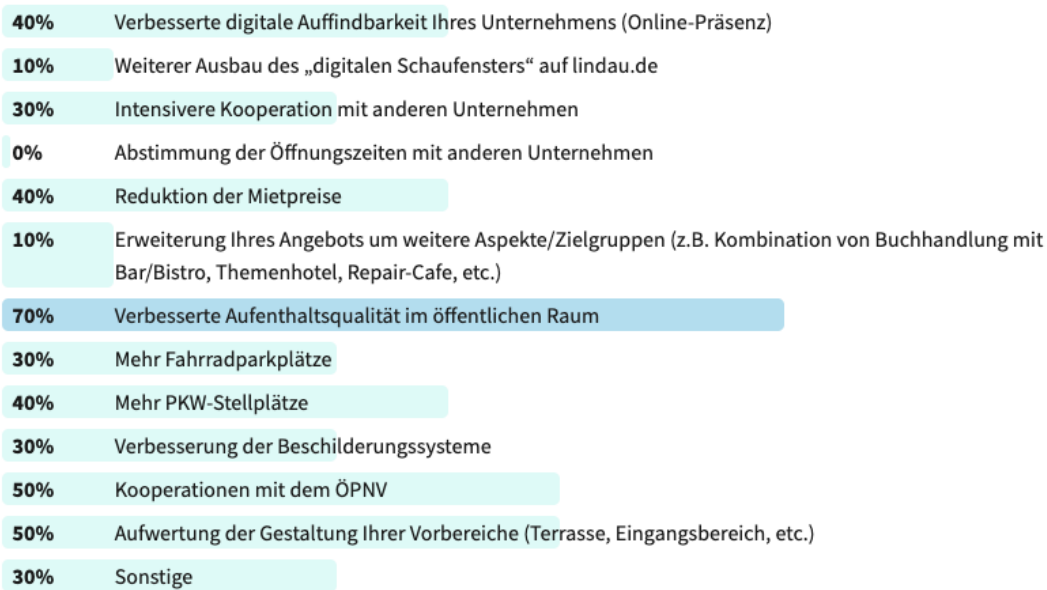 40% Verbesserte digitale Auffindbarkeit Ihres Unternehmens (Online-Präsenz)
10% Weiterer Ausbau des „digitalen Schaufensters“ auf lindau.de
30% Intensivere Kooperation mit anderen Unternehmen
0% Abstimmung der Öffnungszeiten mit anderen Unternehmen
40% Reduktion der Mietpreise
10% Erweiterung Ihres Angebots um weitere Aspekte/Zielgruppen (z.B. Kombination von Buchhandlung mit
Bar/Bistro, Themenhotel, Repair-Cafe, etc.)
70% Verbesserte Aufenthaltsqualität im öffentlichen Raum
30% Mehr Fahrradparkplätze
40% Mehr PKW-Stellplätze
30% Verbesserung der Beschilderungssysteme
50% Kooperationen mit dem ÖPNV
50% Aufwertung der Gestaltung Ihrer Vorbereiche (Terrasse, Eingangsbereich, etc.)
30% Sonstige